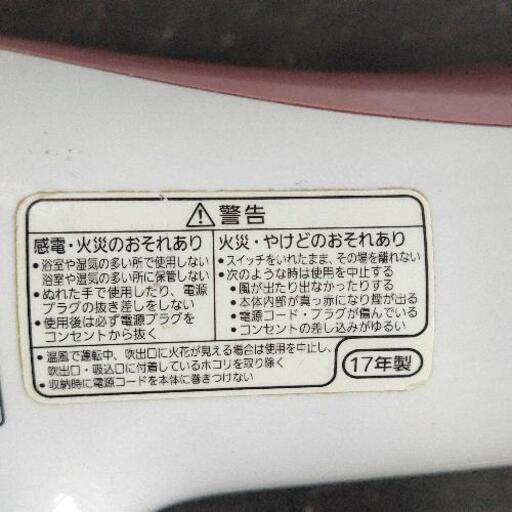 ⚠警告
感電・火災のおそれあり
• 浴室や湿気の多い所で使用しない
浴室や湿気の多い所に保管しない
• ぬれた手で使用したり、電源
プラグの抜き差しをしない
• 使用後は必ず電源プラグを
コンセントから抜く
火災・やけどのおそれあり
• スイッチをいれたまま、その場を離れない
• 次のような時は使用を中止する
• 風が出たり出なかったりする
• 本体内部が真っ赤になり煙が出る
• 電源コード・プラグが傷んでいる
• コンセントの差し込みがゆるい
• 温風で運転中、吹出口に火花が見える場合は使用を中止し、
吹出口・吸込口に付着しているホコリを取り除く
• 収納時に電源コードを本体に巻きつけない
17年製